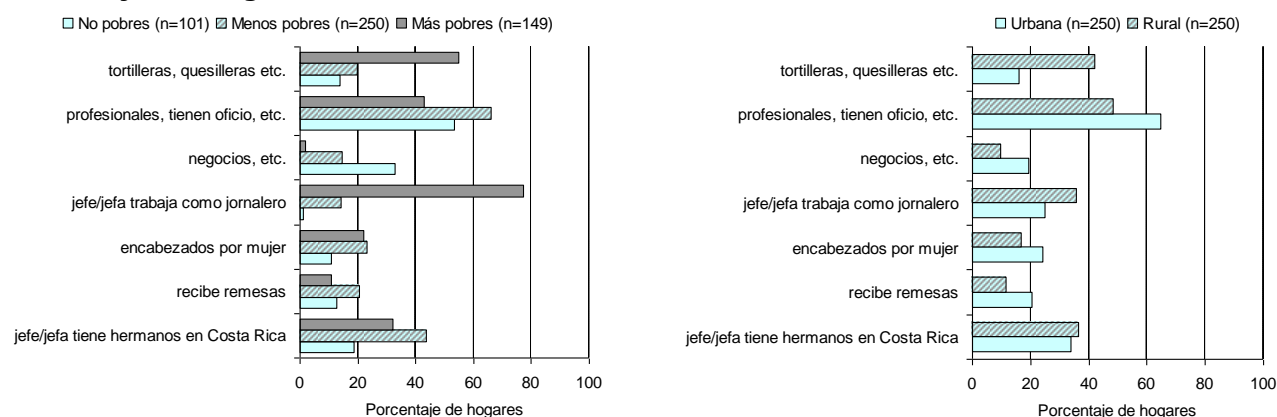 No pobres (n=101) Menos pobres (n=250) Más pobres (n=149)
tortilleras, quesilleras etc.
profesionales, tienen oficio, etc.
negocios, etc.
jefe/jefa trabaja como jornalero
encabezados por mujer
recibe remesas
jefe/jefa tiene hermanos en Costa Rica
0 20 40 60 80 100
Porcentaje de hogares
Urbana (n=250) Rural (n=250)
tortilleras, quesilleras etc.
profesionales, tienen oficio, etc.
negocios, etc.
jefe/jefa trabaja como jornalero
encabezados por mujer
recibe remesas
jefe/jefa tiene hermanos en Costa Rica
0 20 40 60 80 100
Porcentaje de hogares